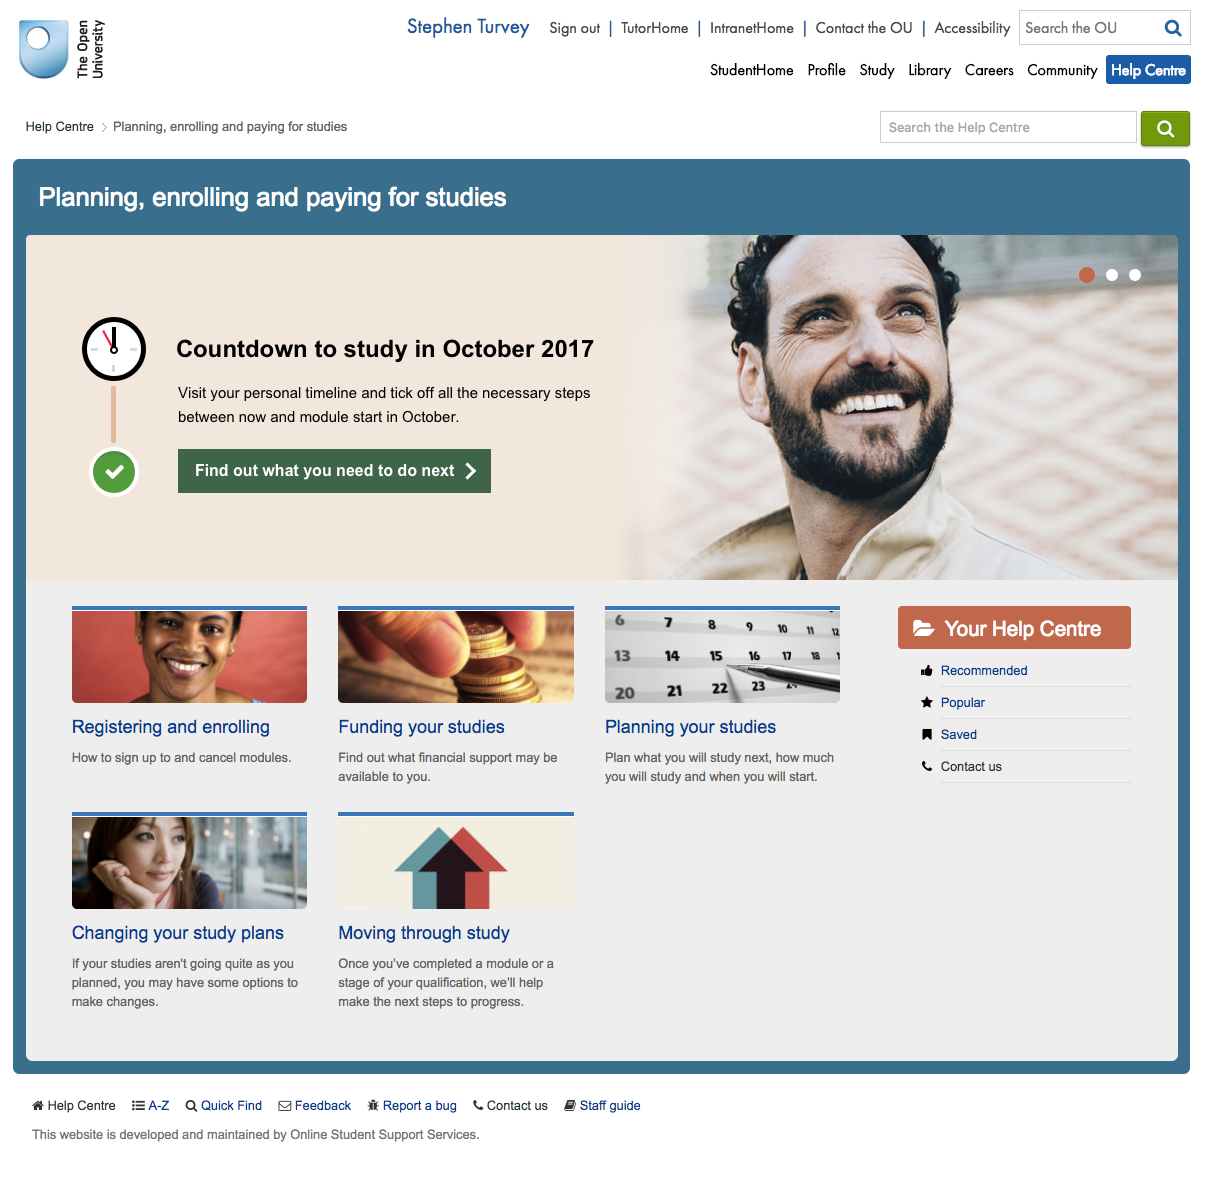 The Open
University
Stephen Turvey
Sign out | TutorHome | IntranetHome | Contact the OU | Accessibility
Search the OU
StudentHome Profile Study Library Careers Community Help Centre
Help Centre > Planning, enrolling and paying for studies
Search the Help Centre
Planning, enrolling and paying for studies
Countdown to study in October 2017
Visit your personal timeline and tick off all the necessary steps
between now and module start in October.
Find out what you need to do next
6 7 8 9 10 11 12
13 14 15 16 17 18
20 21 22 23
Registering and enrolling
How to sign up to and cancel modules.
Funding your studies
Find out what financial support may be
available to you.
Planning your studies
Plan what you will study next, how much
you will study and when you will start.
Your Help Centre
Recommended
Popular
Saved
Contact us
Changing your study plans
If your studies aren't going quite as you
planned, you may have some options to
make changes.
Moving through study
Once you've completed a module or a
stage of your qualification, we'll help
make the next steps to progress.
Help Centre A-Z Quick Find Feedback Report a bug Contact us Staff guide
This website is developed and maintained by Online Student Support Services.